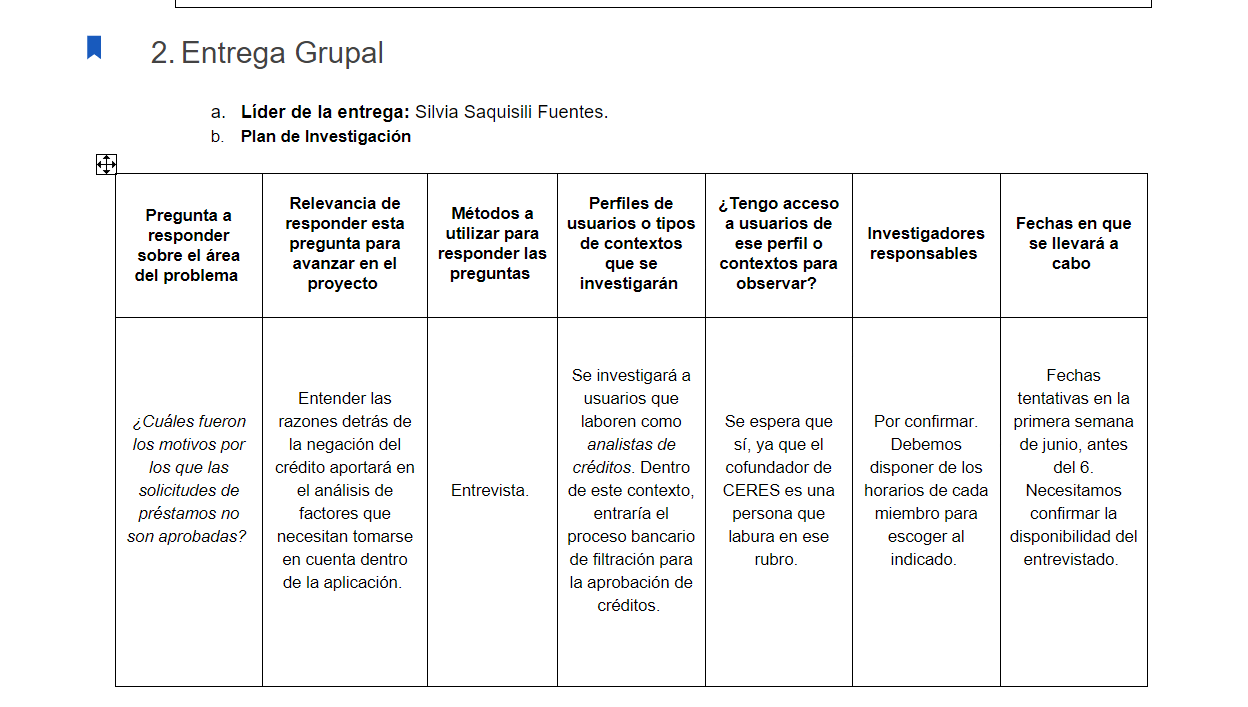 2. Entrega Grupal
a. Líder de la entrega: Silvia Saquisili Fuentes.
b. Plan de Investigación
Pregunta a
responder
sobre el área
del problema
Relevancia de
responder esta
pregunta para
avanzar en el
proyecto
Métodos a
utilizar para
responder las
preguntas
Perfiles de
usuarios o tipos
de contextos
que se
investigarán
¿Tengo acceso
a usuarios de
ese perfil o
contextos para
observar?
Investigadores
responsables
Fechas en que
se llevará a
cabo
¿Cuáles fueron
los motivos por
los que las
solicitudes de
préstamos no
son aprobadas?
Entender las
razones detrás de
la negación del
crédito aportará en
el análisis de
factores que
necesitan tomarse
en cuenta dentro
de la aplicación.
Entrevista.
Se investigará a
usuarios que
laboren como
analistas de
créditos. Dentro
de este contexto,
entraría el
proceso bancario
de filtración para
la aprobación de
créditos.
Se espera que
sí, ya que el
cofundador de
CERES es una
persona que
labura en ese
rubro.
Por confirmar.
Debemos
disponer de los
horarios de cada
miembro para
escoger al
indicado.
Fechas
tentativas en la
primera semana
de junio, antes
del 6.
Necesitamos
confirmar la
disponibilidad del
entrevistado.